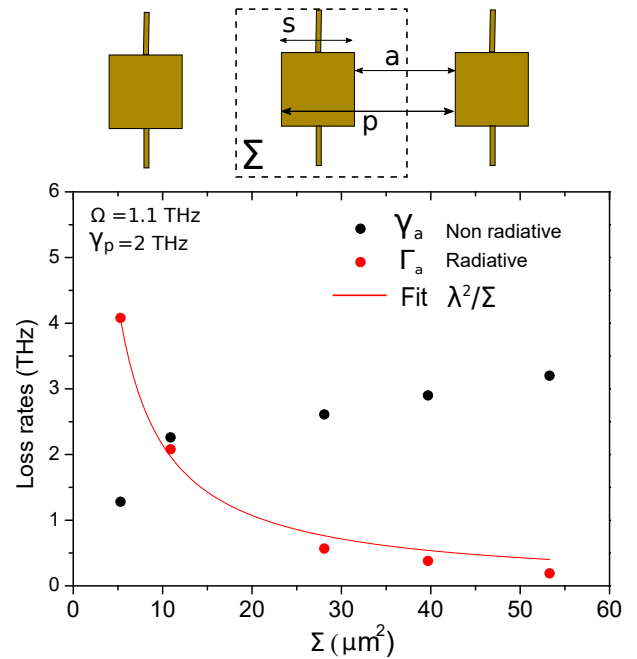 s
a
p
Σ
Ω =1.1 THz
γp =2 THz
γa Non radiative
Γa Radiative
Fit λ²/Σ
Loss rates (THz)
6
5
4
3
2
1
0
0 10 20 30 40 50 60
Σ (μm²)